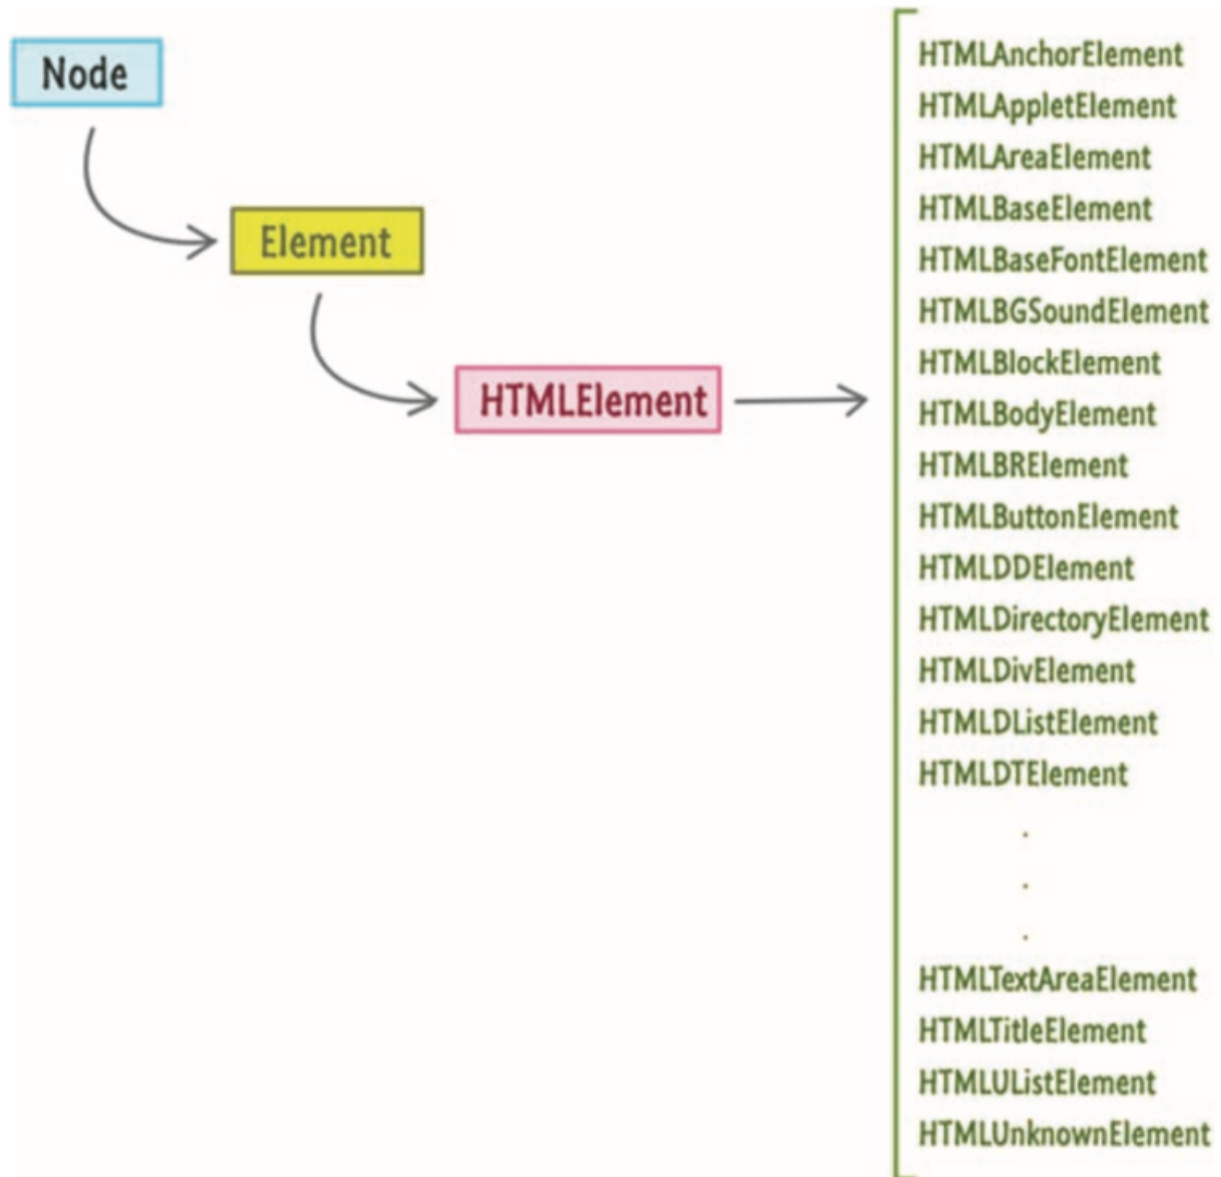 Node
Element
HTMLElement
HTMLAnchorElement
HTMLAppletElement
HTMLAreaElement
HTMLBaseElement
HTMLBaseFontElement
HTMLBGSoundElement
HTMLBlockElement
HTMLBodyElement
HTMLBRElement
HTMLButtonElement
HTMLDDElement
HTMLDirectoryElement
HTMLDivElement
HTMLDListElement
HTMLDTElement
.
.
.
HTMLTextAreaElement
HTMLTitleElement
HTMLUListElement
HTMLUnknownElement